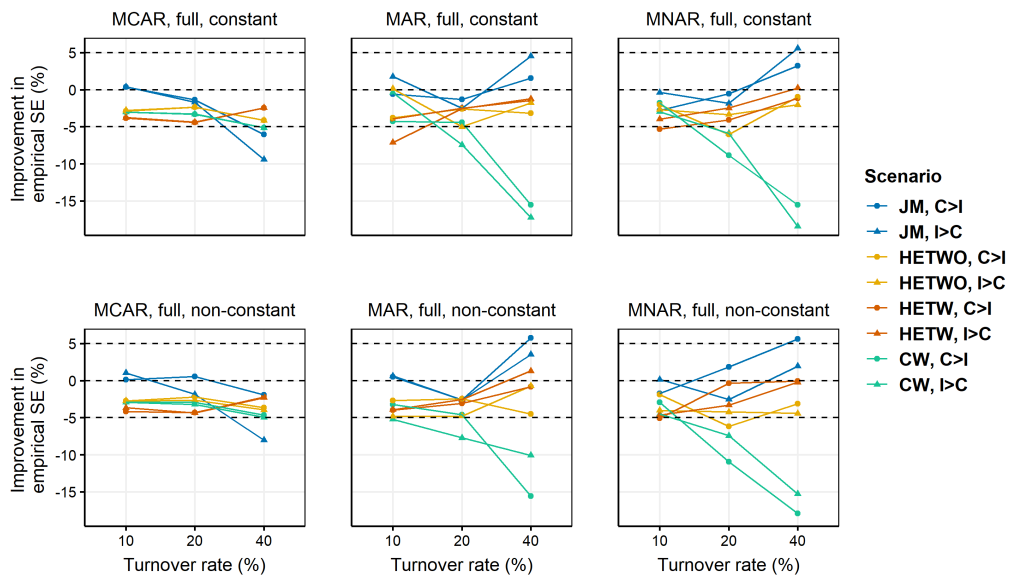 MCAR, full, constant
MAR, full, constant
MNAR, full, constant
Improvement in
empirical SE (%)
5
0
-5
-10
-15
MCAR, full, non-constant
MAR, full, non-constant
MNAR, full, non-constant
Improvement in
empirical SE (%)
5
0
-5
-10
-15
10 20 40
10 20 40
10 20 40
Turnover rate (%)
Turnover rate (%)
Turnover rate (%)
Scenario
JM, C>I
JM, I>C
HETWO, C>I
HETWO, I>C
HETW, C>I
HETW, I>C
CW, C>I
CW, I>C